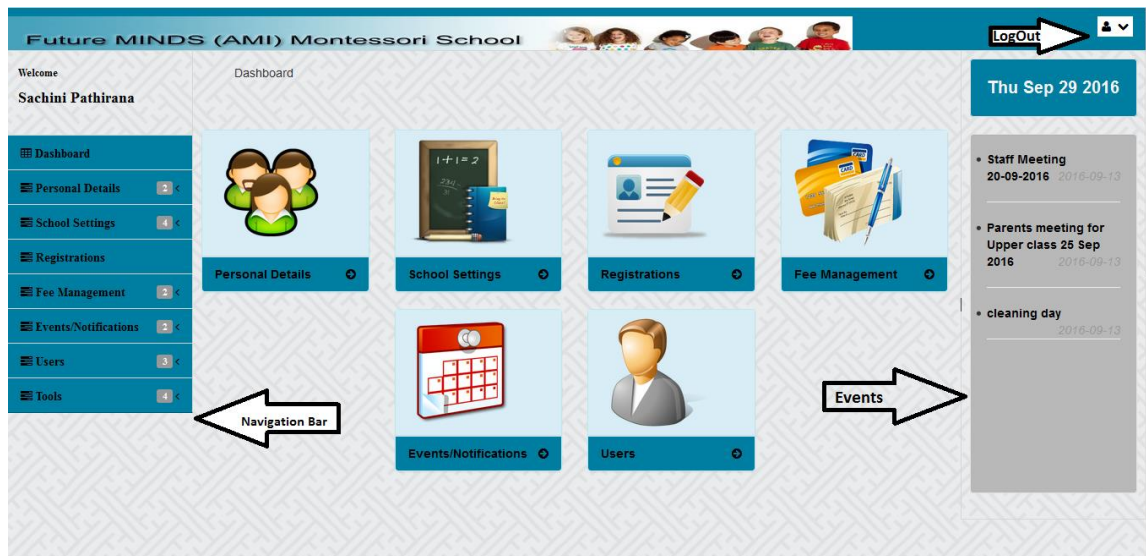 Future MINDS (AMI) Montessori School
LogOut
Welcome
Sachini Pathirana
Dashboard
Thu Sep 29 2016
Dashboard
Personal Details 2
School Settings 4
Registrations
Fee Management 2
Events/Notifications 2
Users 3
Tools 4
Navigation Bar
1+1=2
Personal Details
School Settings
Registrations
CARD
CARD
Fee Management
Events/Notifications
Users
Events
Staff Meeting
20-09-2016 2016-09-13
Parents meeting for
Upper class 25 Sep
2016 2016-09-13
cleaning day
2016-09-13